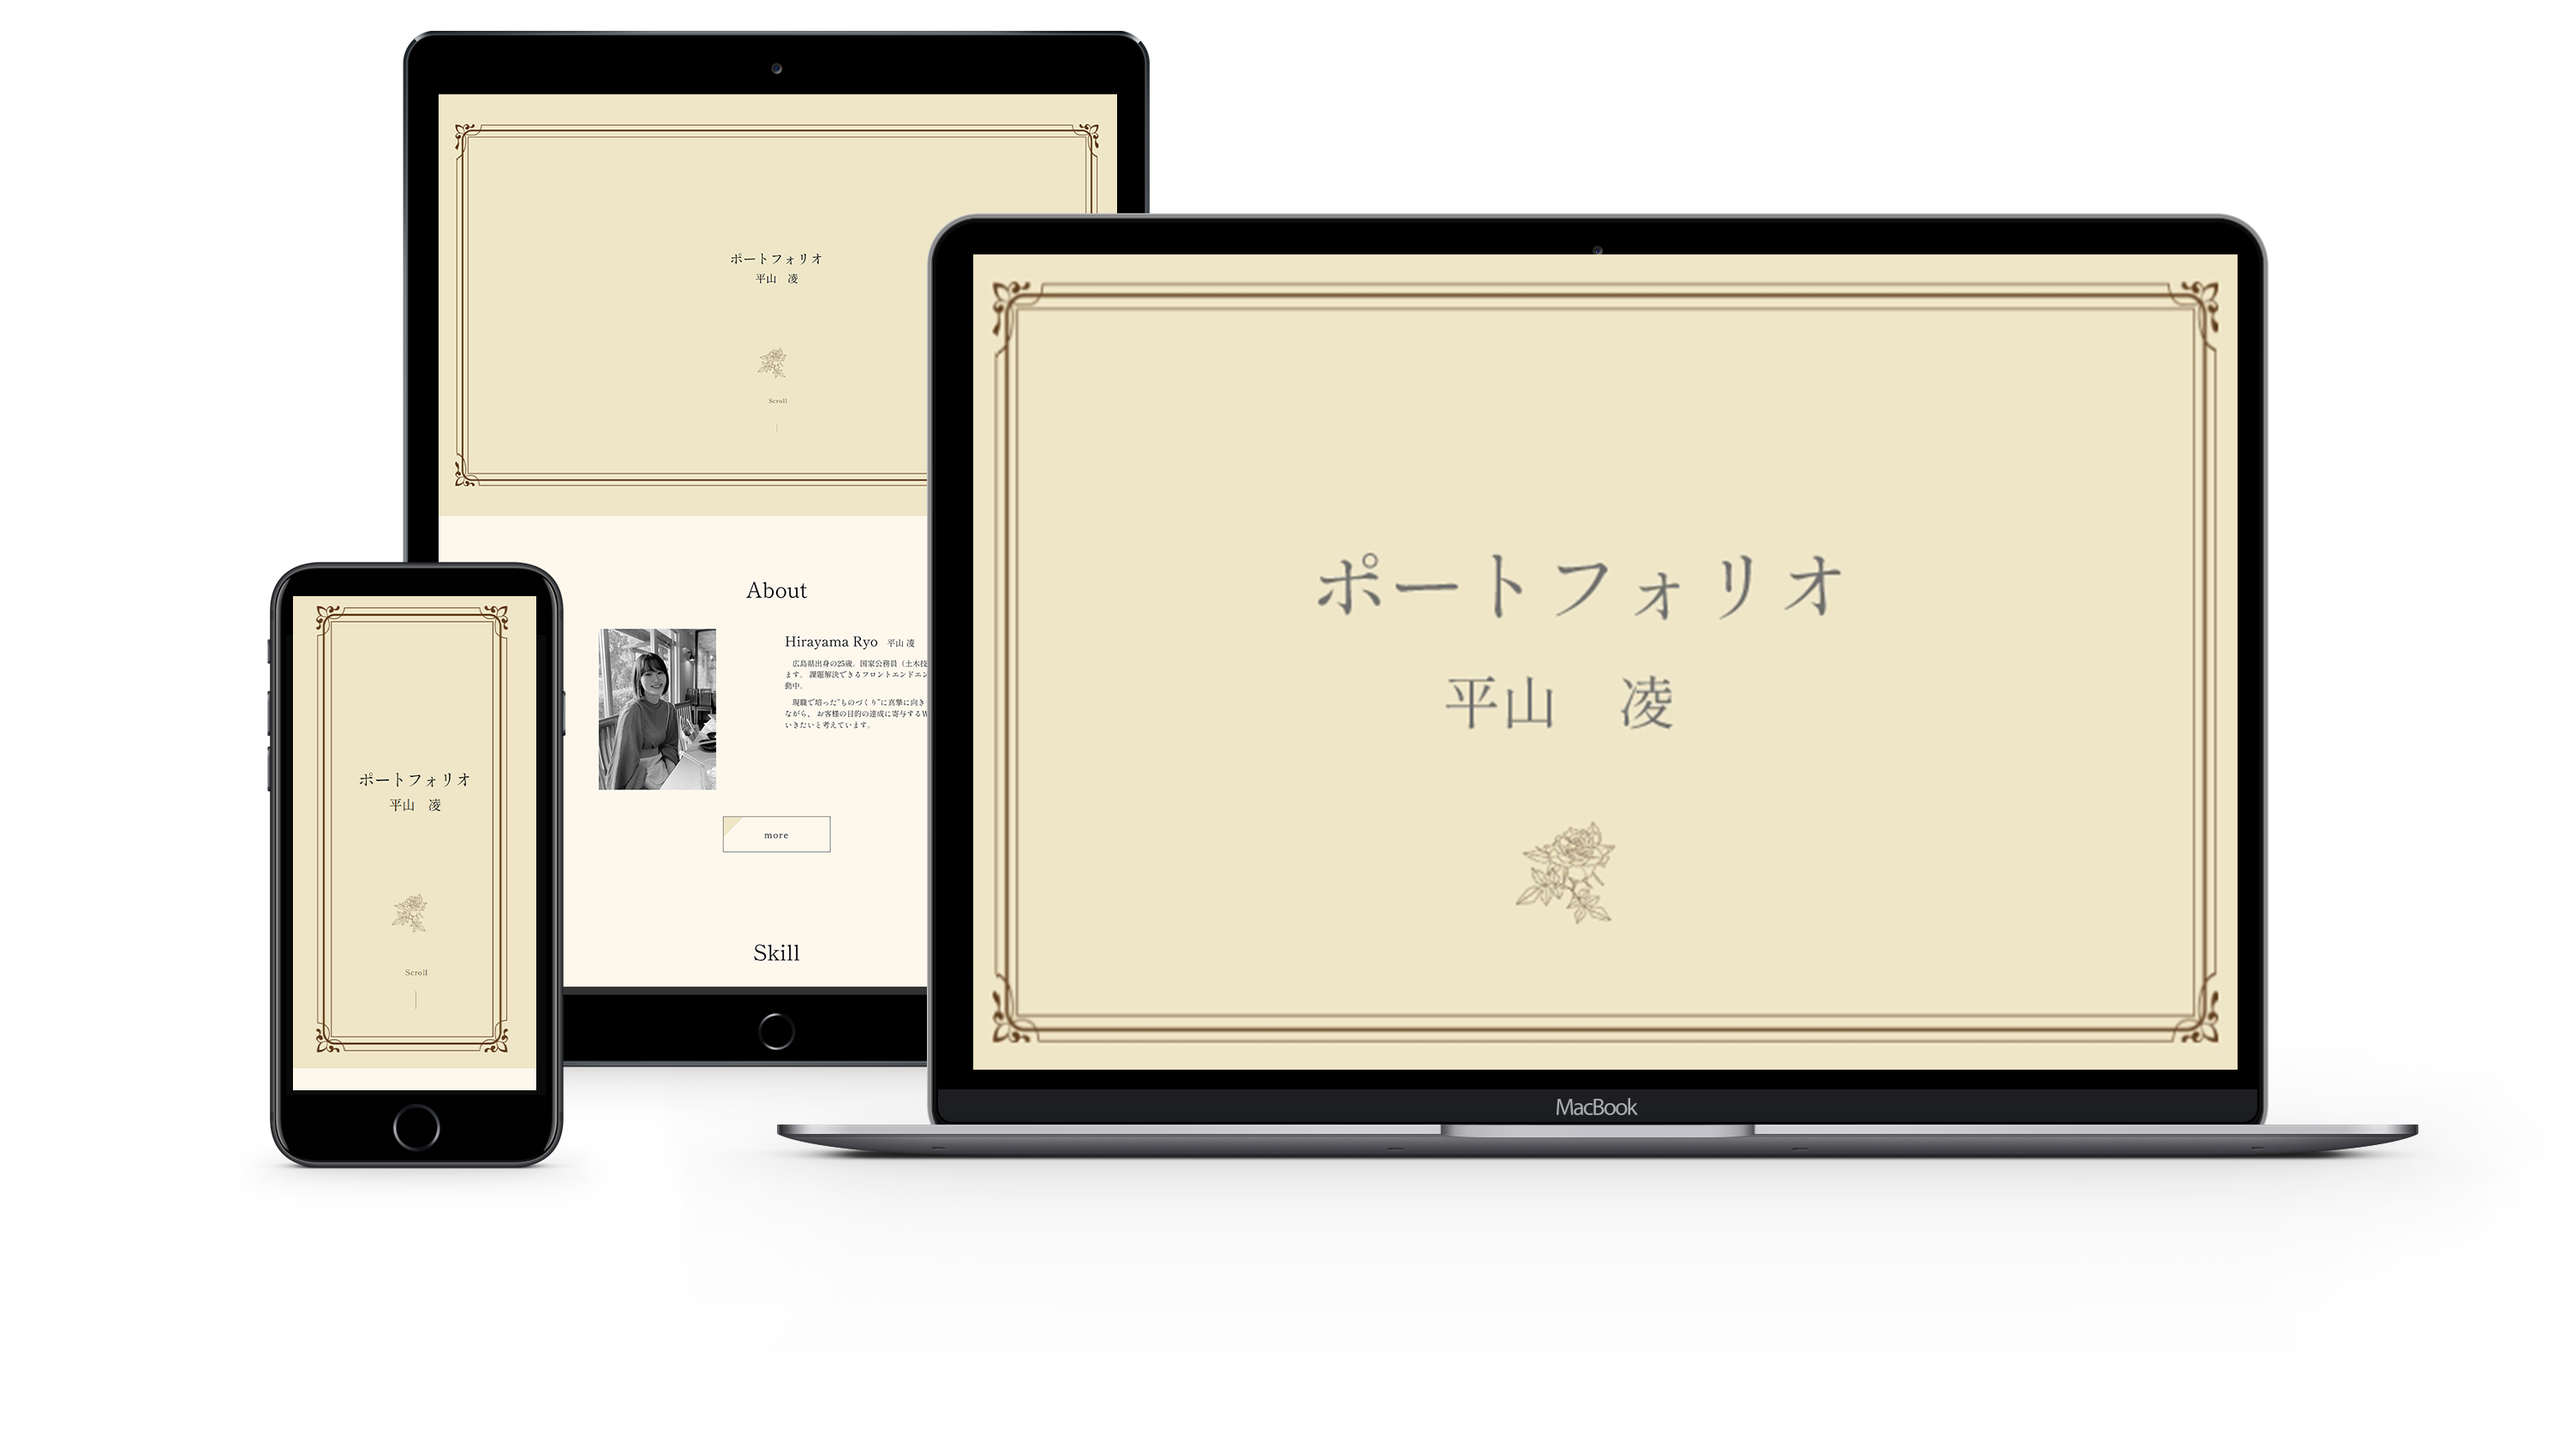 ポートフォリオ
平山　凌
Scroll
About
Hirayama Ryo 平山 凌
広島県出身の25歳。国家公務員（土木技
ます。 課題解決できるフロントエンドエン
動中。
現職で培った"ものづくり"に真摯に向き
ながら、 お客様の目的の達成に寄与するW
いきたいと考えています。
more
Skill
ポートフォリオ
平山　凌
Scroll
ポートフォリオ
平山　凌
MacBook